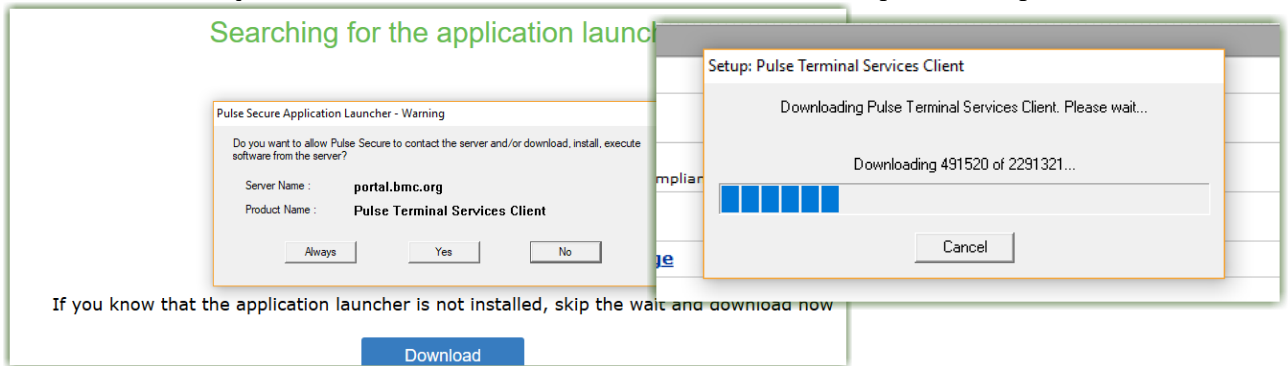 Searching for the application launc
Pulse Secure Application Launcher - Warning
Do you want to allow Pulse Secure to contact the server and/or download, install, execute
software from the server?
Server Name : portal.bmc.org
Product Name : Pulse Terminal Services Client
Always Yes No
If you know that the application launcher is not installed, skip the wait and download now
Download
Setup: Pulse Terminal Services Client
Downloading Pulse Terminal Services Client. Please wait...
mplian
Downloading 491520 of 2291321...
ge
Cancel